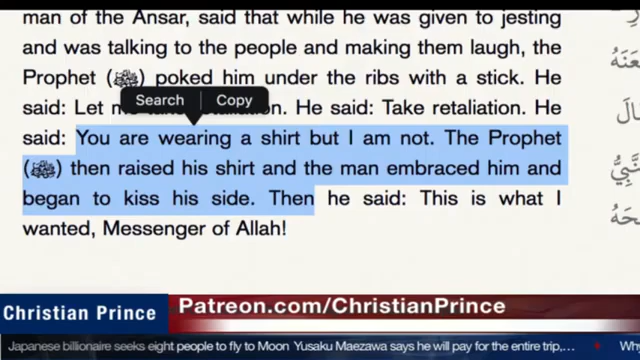 man of the Ansar, said that while he was given to jesting
and was talking to the people and making them laugh, the
Prophet (ﷺ) poked him under the ribs with a stick. He
Search Copy
said: Let me take retaliation. He said: Take retaliation. He
said: You are wearing a shirt but I am not. The Prophet
(ﷺ) then raised his shirt and the man embraced him and
began to kiss his side. Then he said: This is what I
wanted, Messenger of Allah!
Christian Prince
Patreon.com/ChristianPrince
Japanese billionaire seeks eight people to fly to Moon Yusaku Maezawa says he will pay for the entire trip,... Why